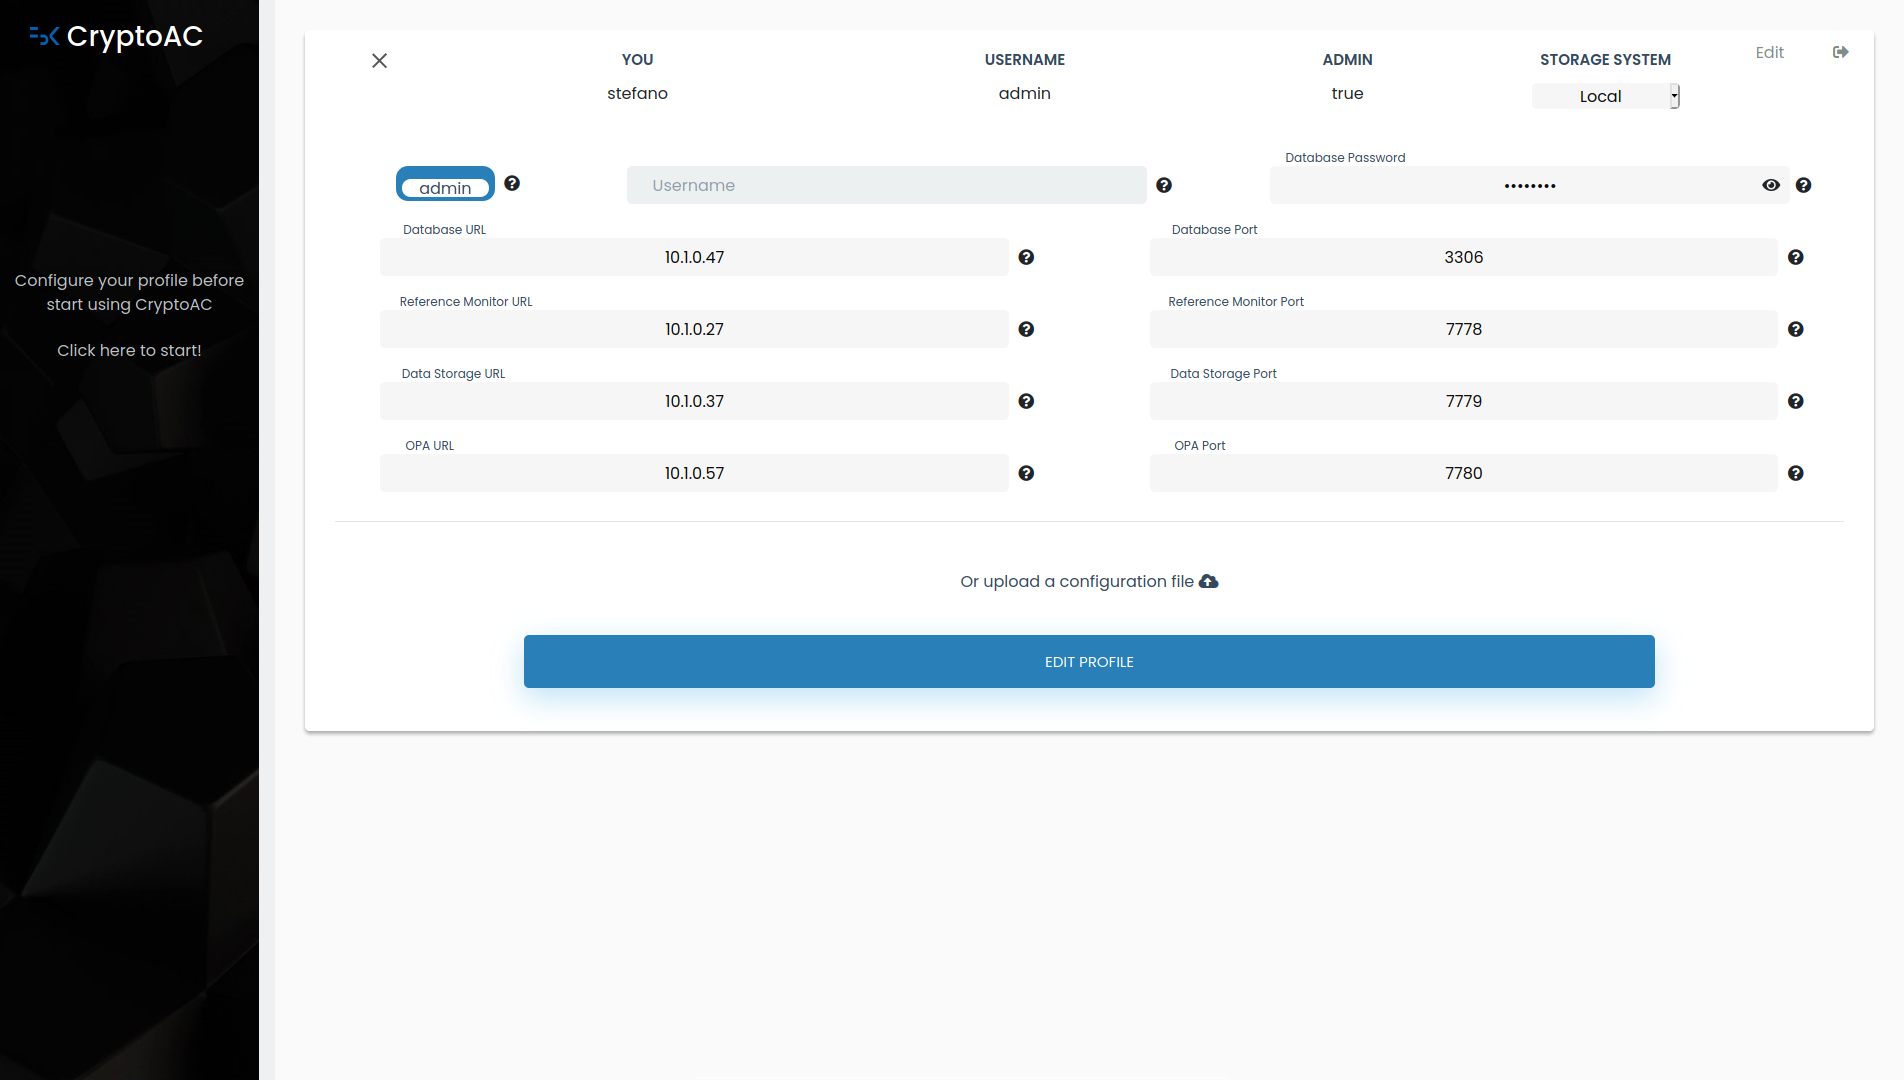 CryptoAC
Configure your profile before
start using CryptoAC
Click here to start!
YOU
stefano
USERNAME
admin
ADMIN
true
STORAGE SYSTEM
Local
Edit
admin
Username
Database Password
••••••••
Database URL
10.1.0.47
Database Port
3306
Reference Monitor URL
10.1.0.27
Reference Monitor Port
7778
Data Storage URL
10.1.0.37
Data Storage Port
7779
OPA URL
10.1.0.57
OPA Port
7780
Or upload a configuration file
EDIT PROFILE